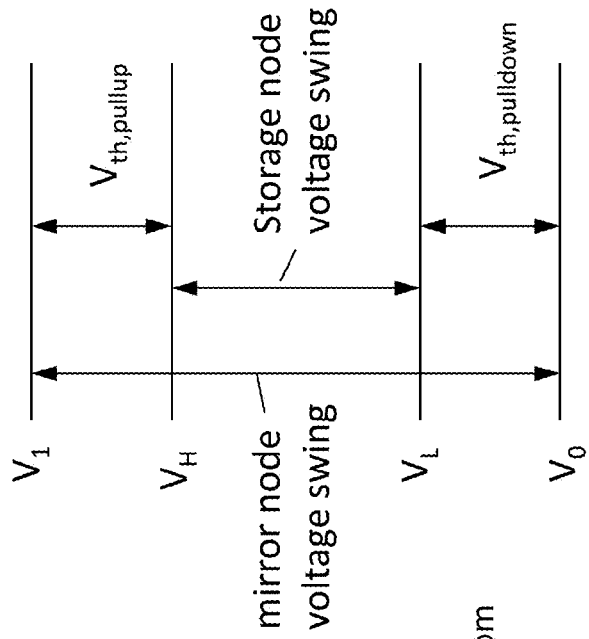 V1
Vth,pullup
VH
Storage node
voltage swing
mirror node
voltage swing
VL
Vth,pulldown
V0